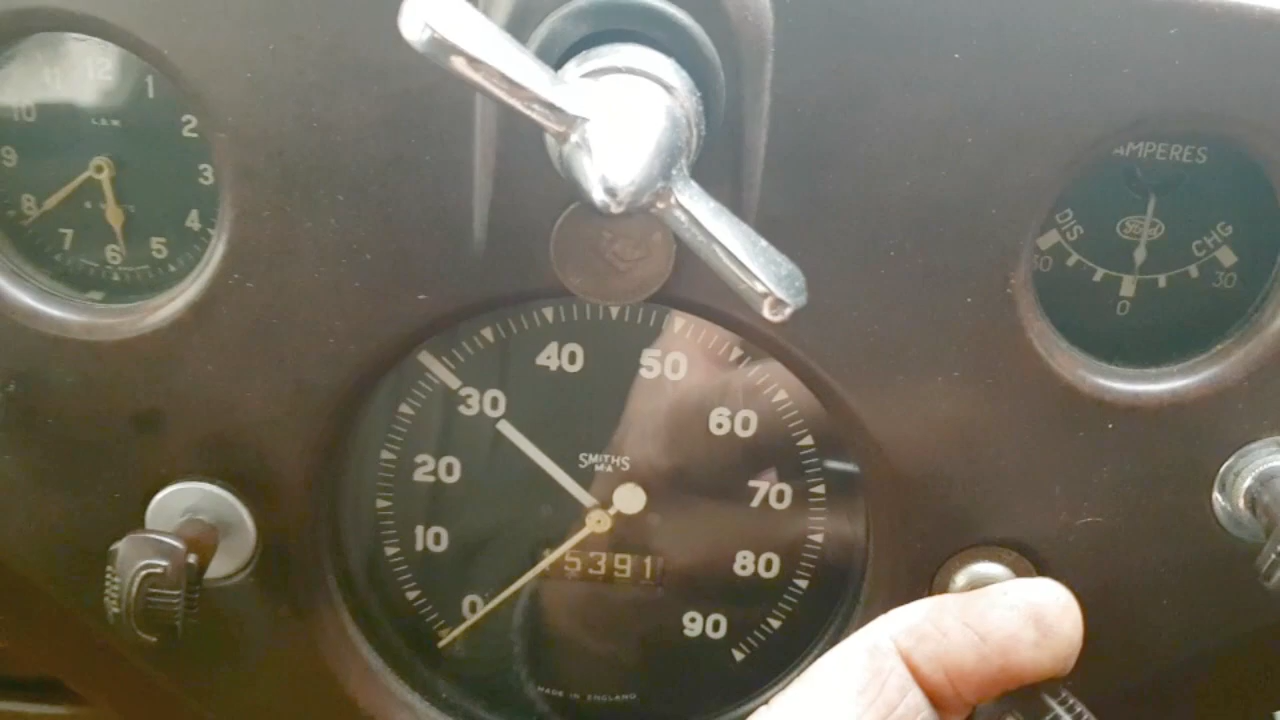 11 12 1
10 2
9 3
8 4
7 6 5
AMPERES
Ford
DIS CHG
30 30
0
40 50
30 60
SMITHS
M.A
20 70
10 5391 80
0 90
MADE IN ENGLAND